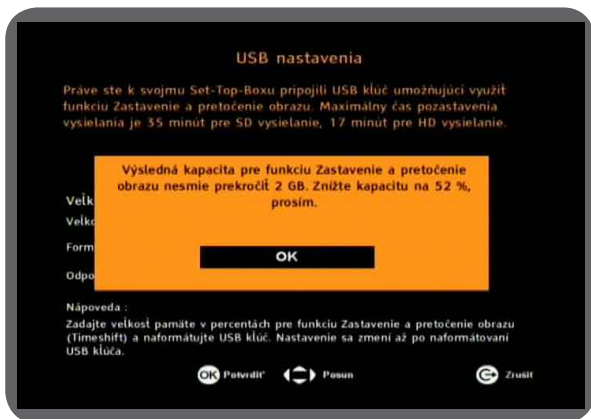 USB nastavenia
Práve ste k svojmu Set-Top-Boxu pripojili USB kľúč umožňujúci využiť
funkciu Zastavenie a pretočenie obrazu. Maximálny čas pozastavenia
vysielania je 35 minút pre SD vysielanie, 17 minút pre HD vysielanie.
Výsledná kapacita pre funkciu Zastavenie a pretočenie
obrazu nesmie prekročiť 2 GB. Znížte kapacitu na 52 %,
prosím.
Veľk
Veľko
Form
OK
Odpo
Nápoveda :
Zadajte veľkosť pamäte v percentách pre funkciu Zastavenie a pretočenie obrazu
(Timeshift) a naformátujte USB kľúč. Nastavenie sa zmení až po naformátovaní
USB kľúča.
OK Potvrdiť Posun Zrušiť